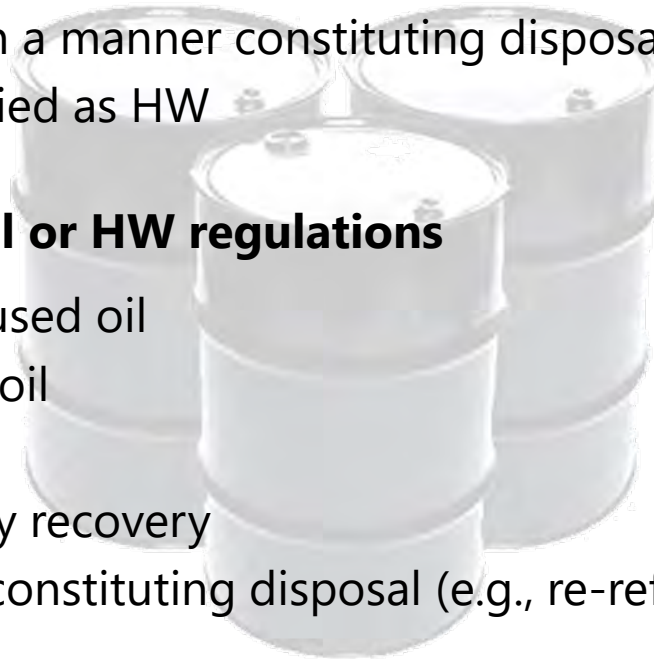 n a manner constituting disposa
ied as HW
l or HW regulations
used oil
oil
y recovery
constituting disposal (e.g., re-ref